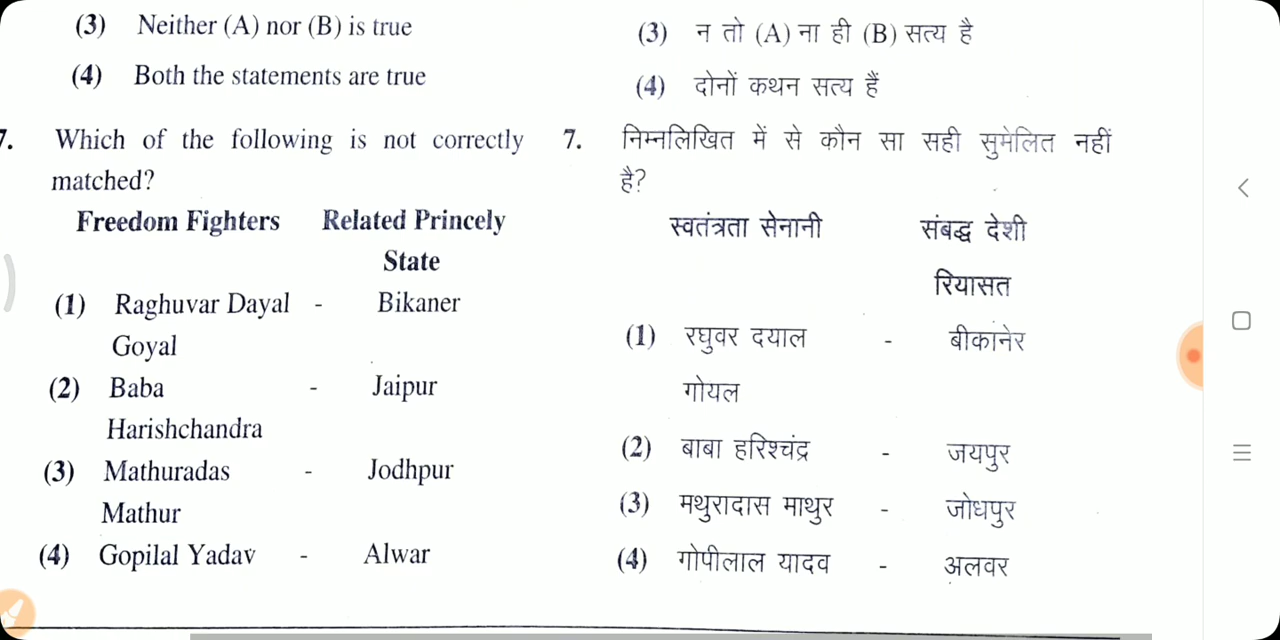 (3) Neither (A) nor (B) is true
(4) Both the statements are true
7. Which of the following is not correctly
matched?
Freedom Fighters Related Princely
State
(1) Raghuvar Dayal - Bikaner
Goyal
(2) Baba - Jaipur
Harishchandra
(3) Mathuradas - Jodhpur
Mathur
(4) Gopilal Yadav - Alwar
(3) न तो (A) ना ही (B) सत्य है
(4) दोनों कथन सत्य हैं
7. निम्नलिखित में से कौन सा सही सुमेलित नहीं
है?
स्वतंत्रता सेनानी संबद्ध देशी
रियासत
(1) रघुवर दयाल - बीकानेर
गोयल
(2) बाबा हरिश्चंद्र - जयपुर
(3) मथुरादास माथुर - जोधपुर
(4) गोपीलाल यादव - अलवर